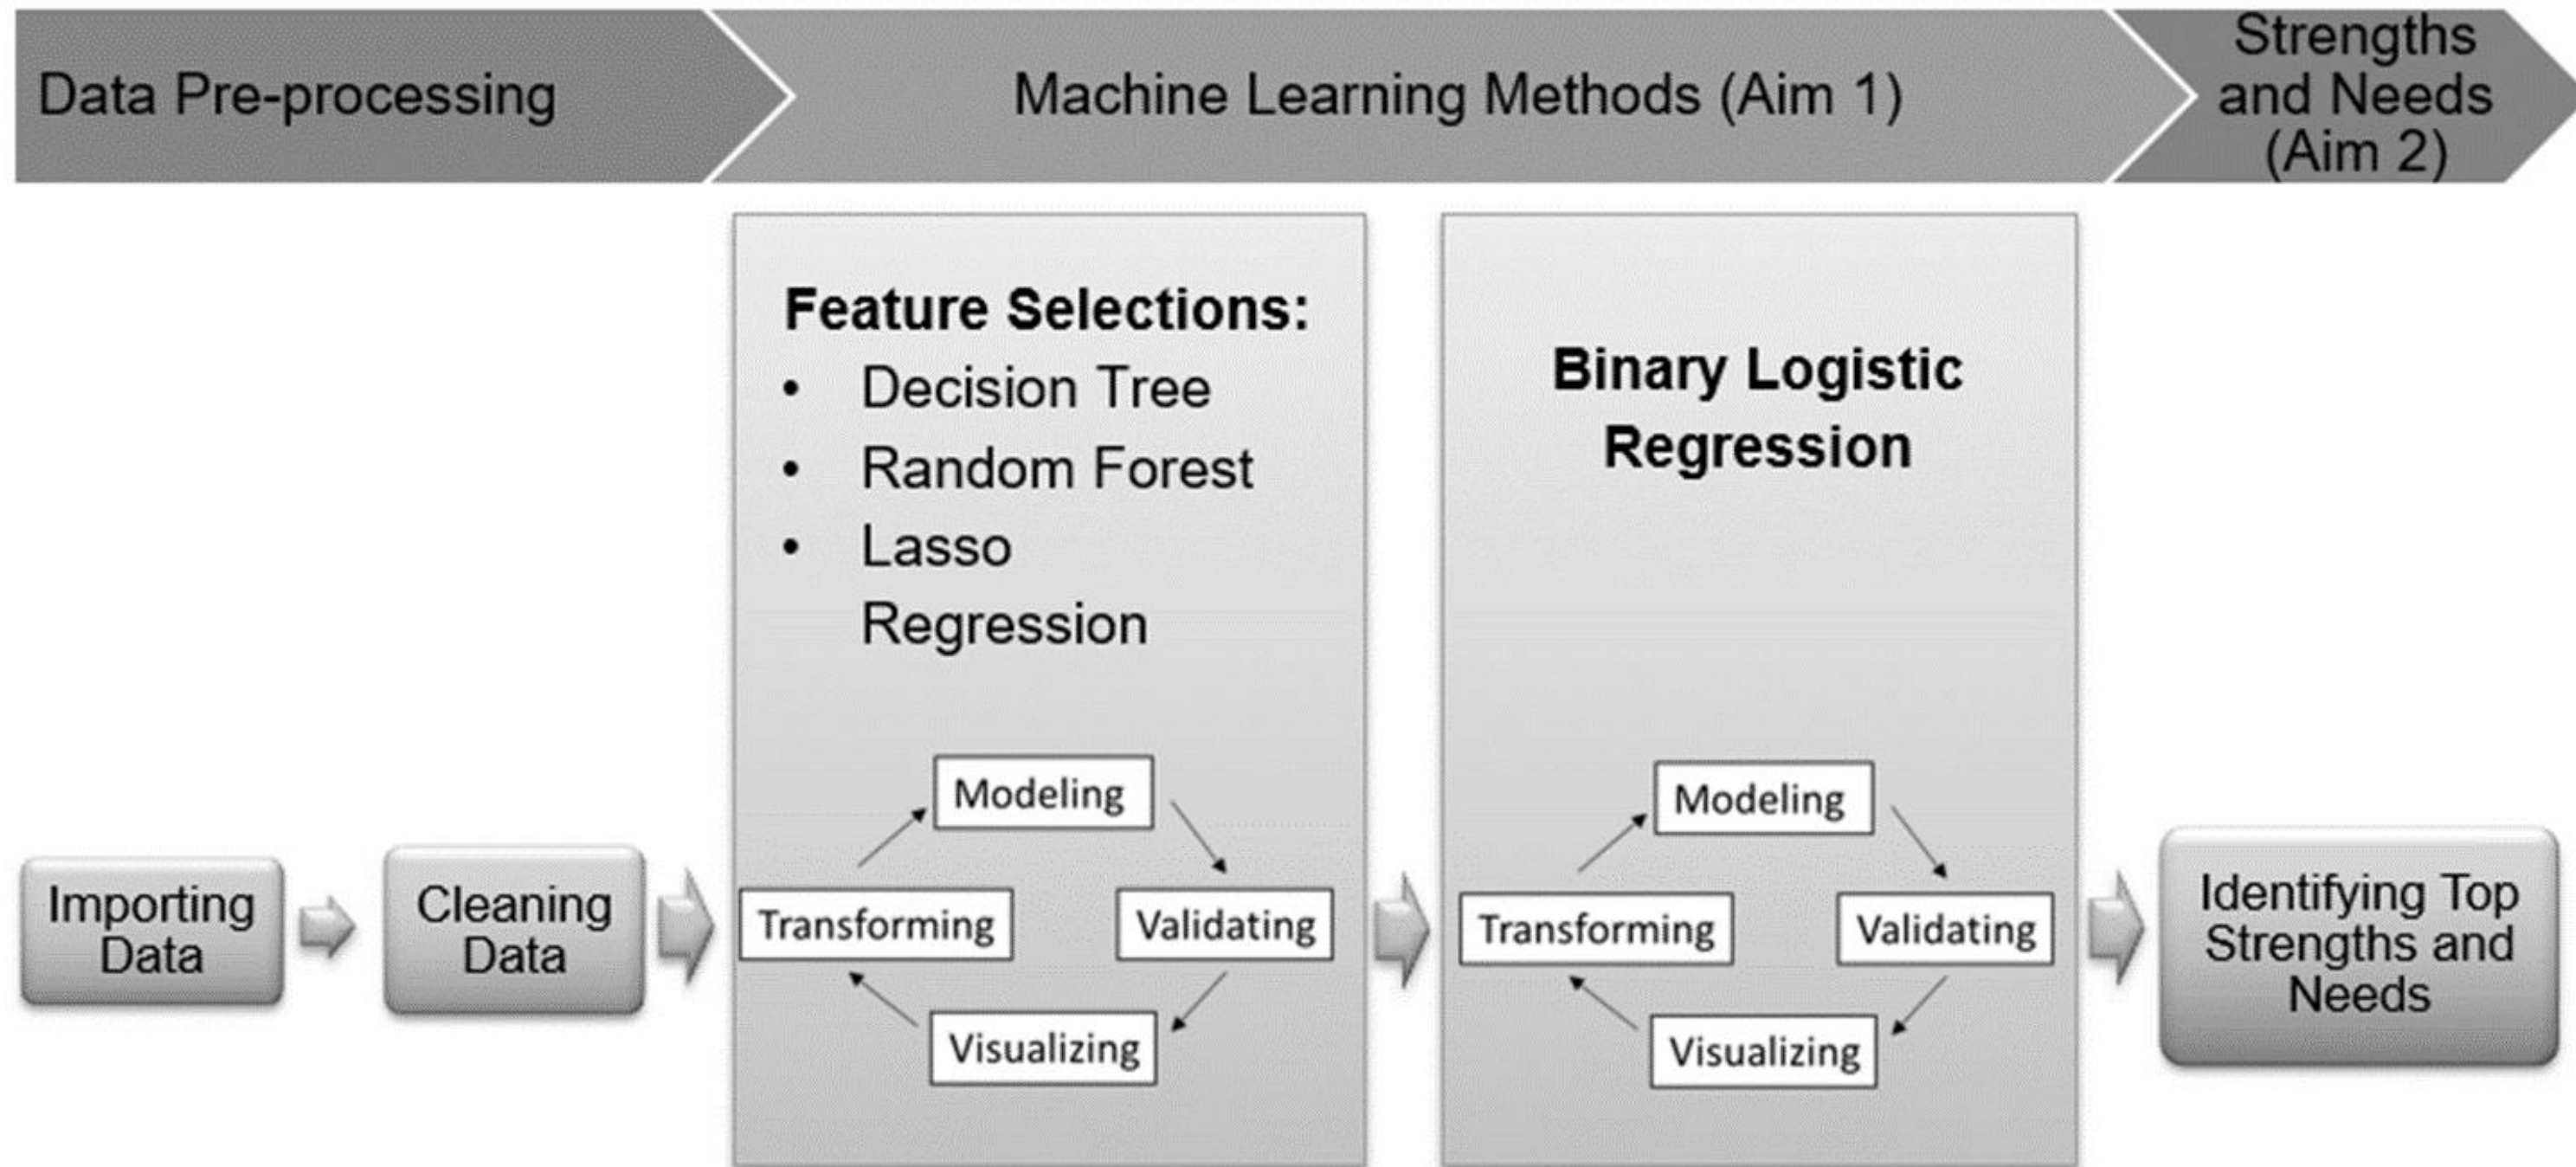 Data Pre-processing
Machine Learning Methods (Aim 1)
Strengths
and Needs
(Aim 2)
Feature Selections:
• Decision Tree
• Random Forest
• Lasso
Regression
Modeling
Transforming
Validating
Visualizing
Binary Logistic
Regression
Modeling
Transforming
Validating
Visualizing
Importing
Data
Cleaning
Data
Identifying Top
Strengths and
Needs